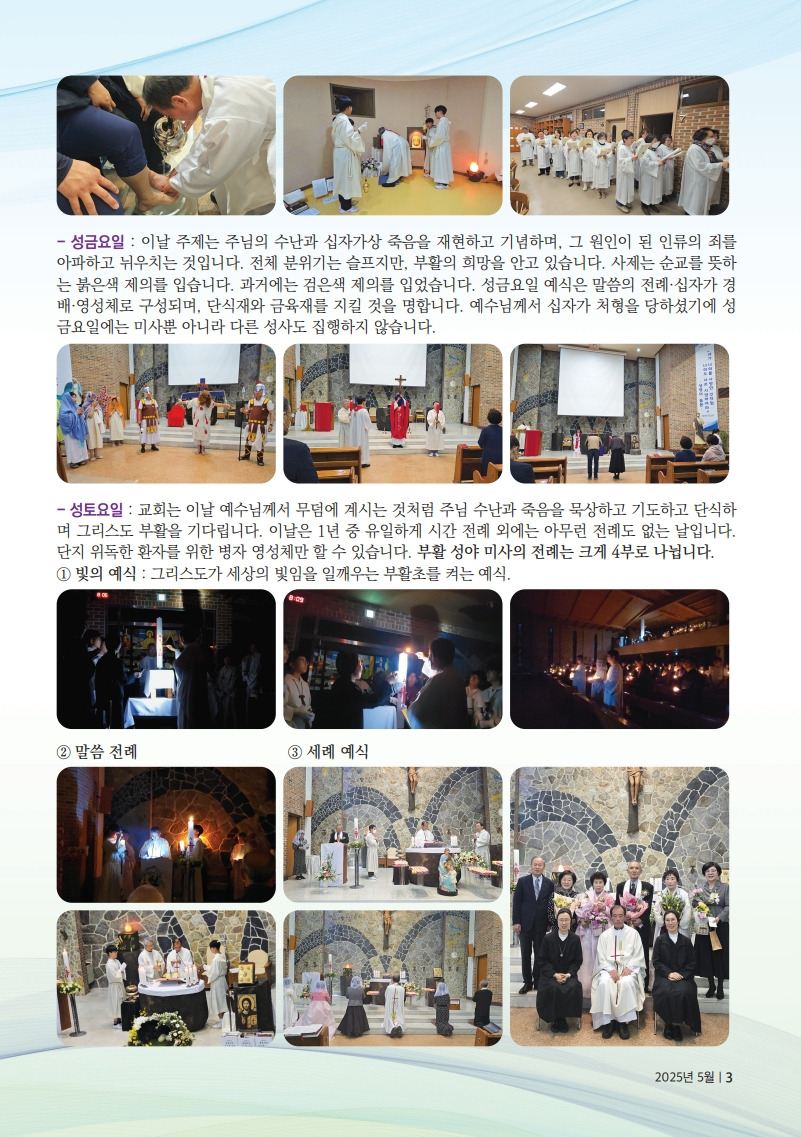 - 성금요일 : 이날 주제는 주님의 수난과 십자가상 죽음을 재현하고 기념하며, 그 원인이 된 인류의 죄를
아파하고 뉘우치는 것입니다. 전체 분위기는 슬프지만, 부활의 희망을 안고 있습니다. 사제는 순교를 뜻하
는 붉은색 제의를 입습니다. 과거에는 검은색 제의를 입었습니다. 성금요일 예식은 말씀의 전례·십자가 경
배·영성체로 구성되며, 단식재와 금육재를 지킬 것을 명합니다. 예수님께서 십자가 처형을 당하셨기에 성
금요일에는 미사뿐 아니라 다른 성사도 집행하지 않습니다.
- 성토요일 : 교회는 이날 예수님께서 무덤에 계시는 것처럼 주님 수난과 죽음을 묵상하고 기도하고 단식하
며 그리스도 부활을 기다립니다. 이날은 1년 중 유일하게 시간 전례 외에는 아무런 전례도 없는 날입니다.
단지 위독한 환자를 위한 병자 영성체만 할 수 있습니다. 부활 성야 미사의 전례는 크게 4부로 나뉩니다.
① 빛의 예식 : 그리스도가 세상의 빛임을 일깨우는 부활초를 켜는 예식.
8:09
② 말씀 전례
③ 세례 예식
2025년 5월 | 3